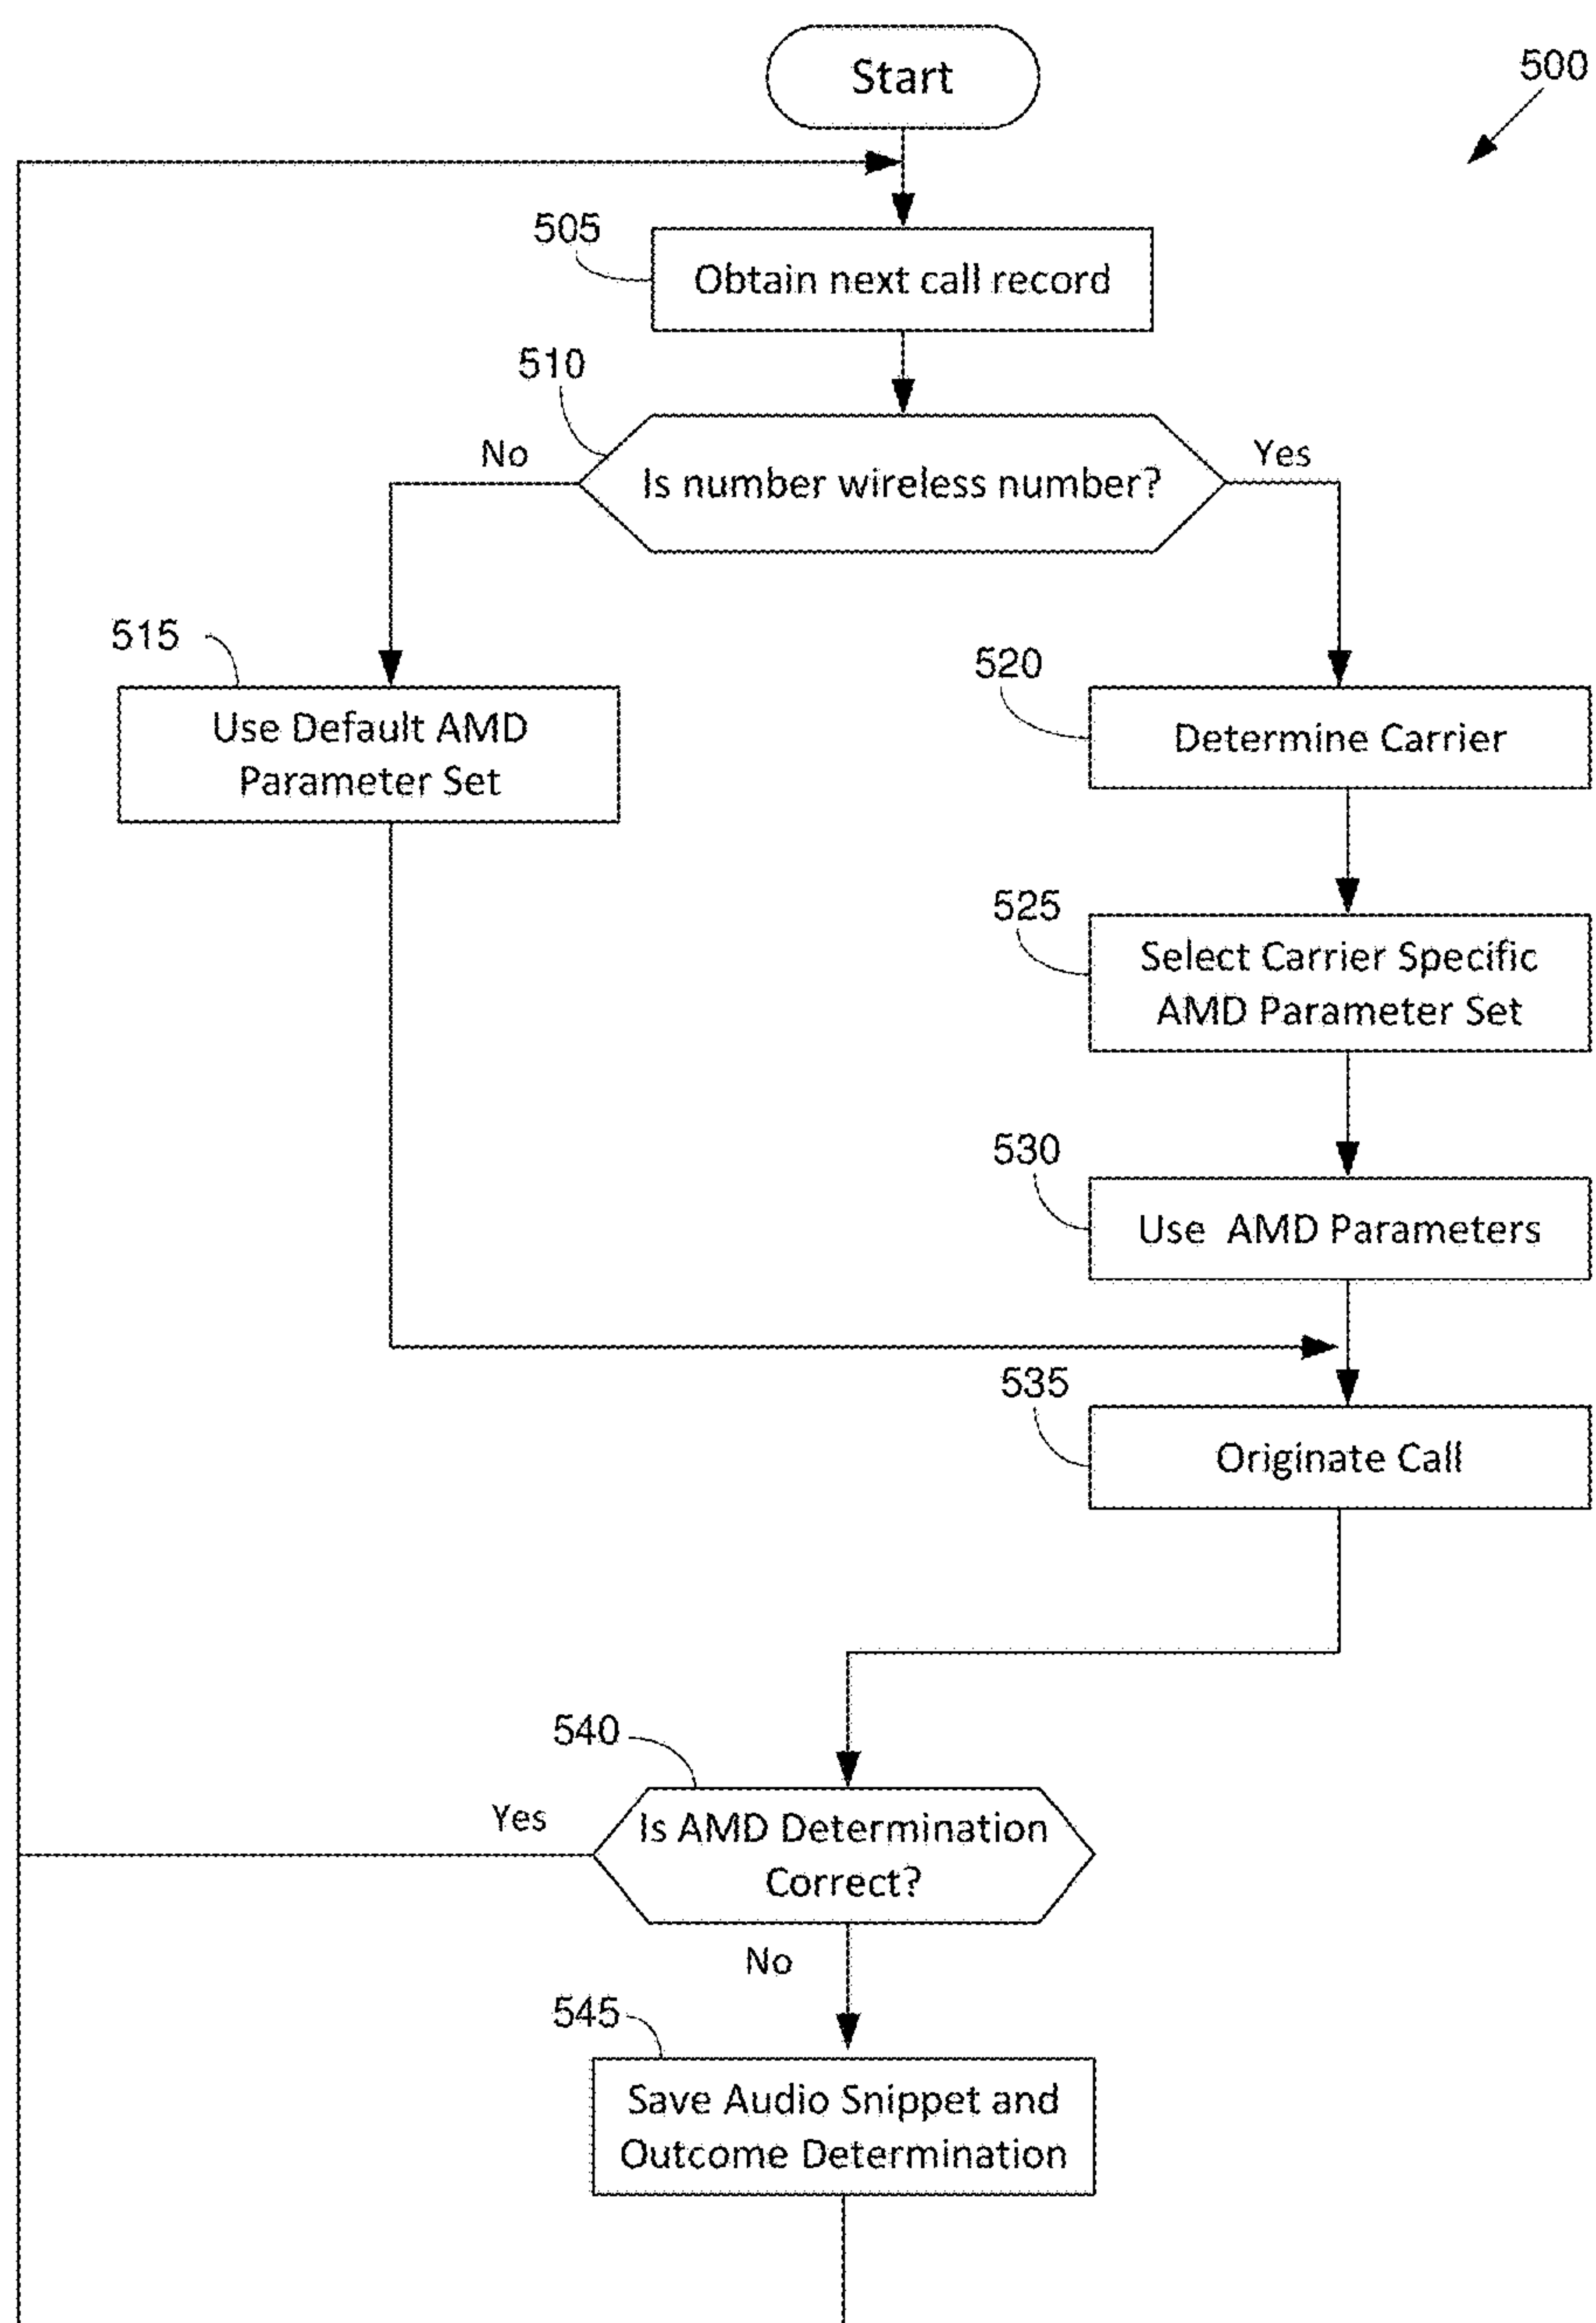 Start
500
505
Obtain next call record
510
No
Is number wireless number?
Yes
515
Use Default AMD
Parameter Set
520
Determine Carrier
525
Select Carrier Specific
AMD Parameter Set
530
Use AMD Parameters
535
Originate Call
540
Yes
Is AMD Determination
Correct?
No
545
Save Audio Snippet and
Outcome Determination